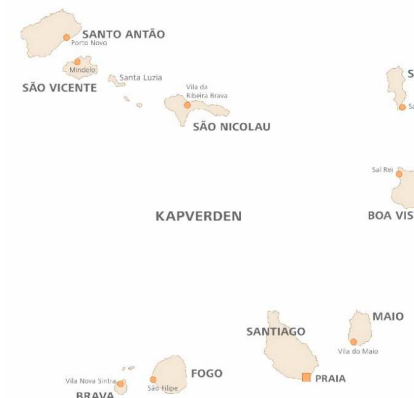 SANTO ANTÃO
Porto Novo
Mindelo
SÃO VICENTE
Santa Luzia
Vila da
Ribeira Brava
SÃO NICOLAU
S
Sa
Sal Rei
BOA VIS
KAPVERDEN
MAIO
Vila do Maio
SANTIAGO
PRAIA
FOGO
São Filipe
Vila Nova Sintra
BRAVA